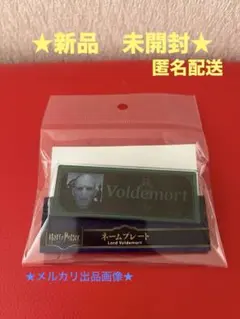 ★新品　未開封★
匿名配送
Voldemort
Harry Potter
ネームプレート
Lord Voldemort
★メルカリ出品画像★